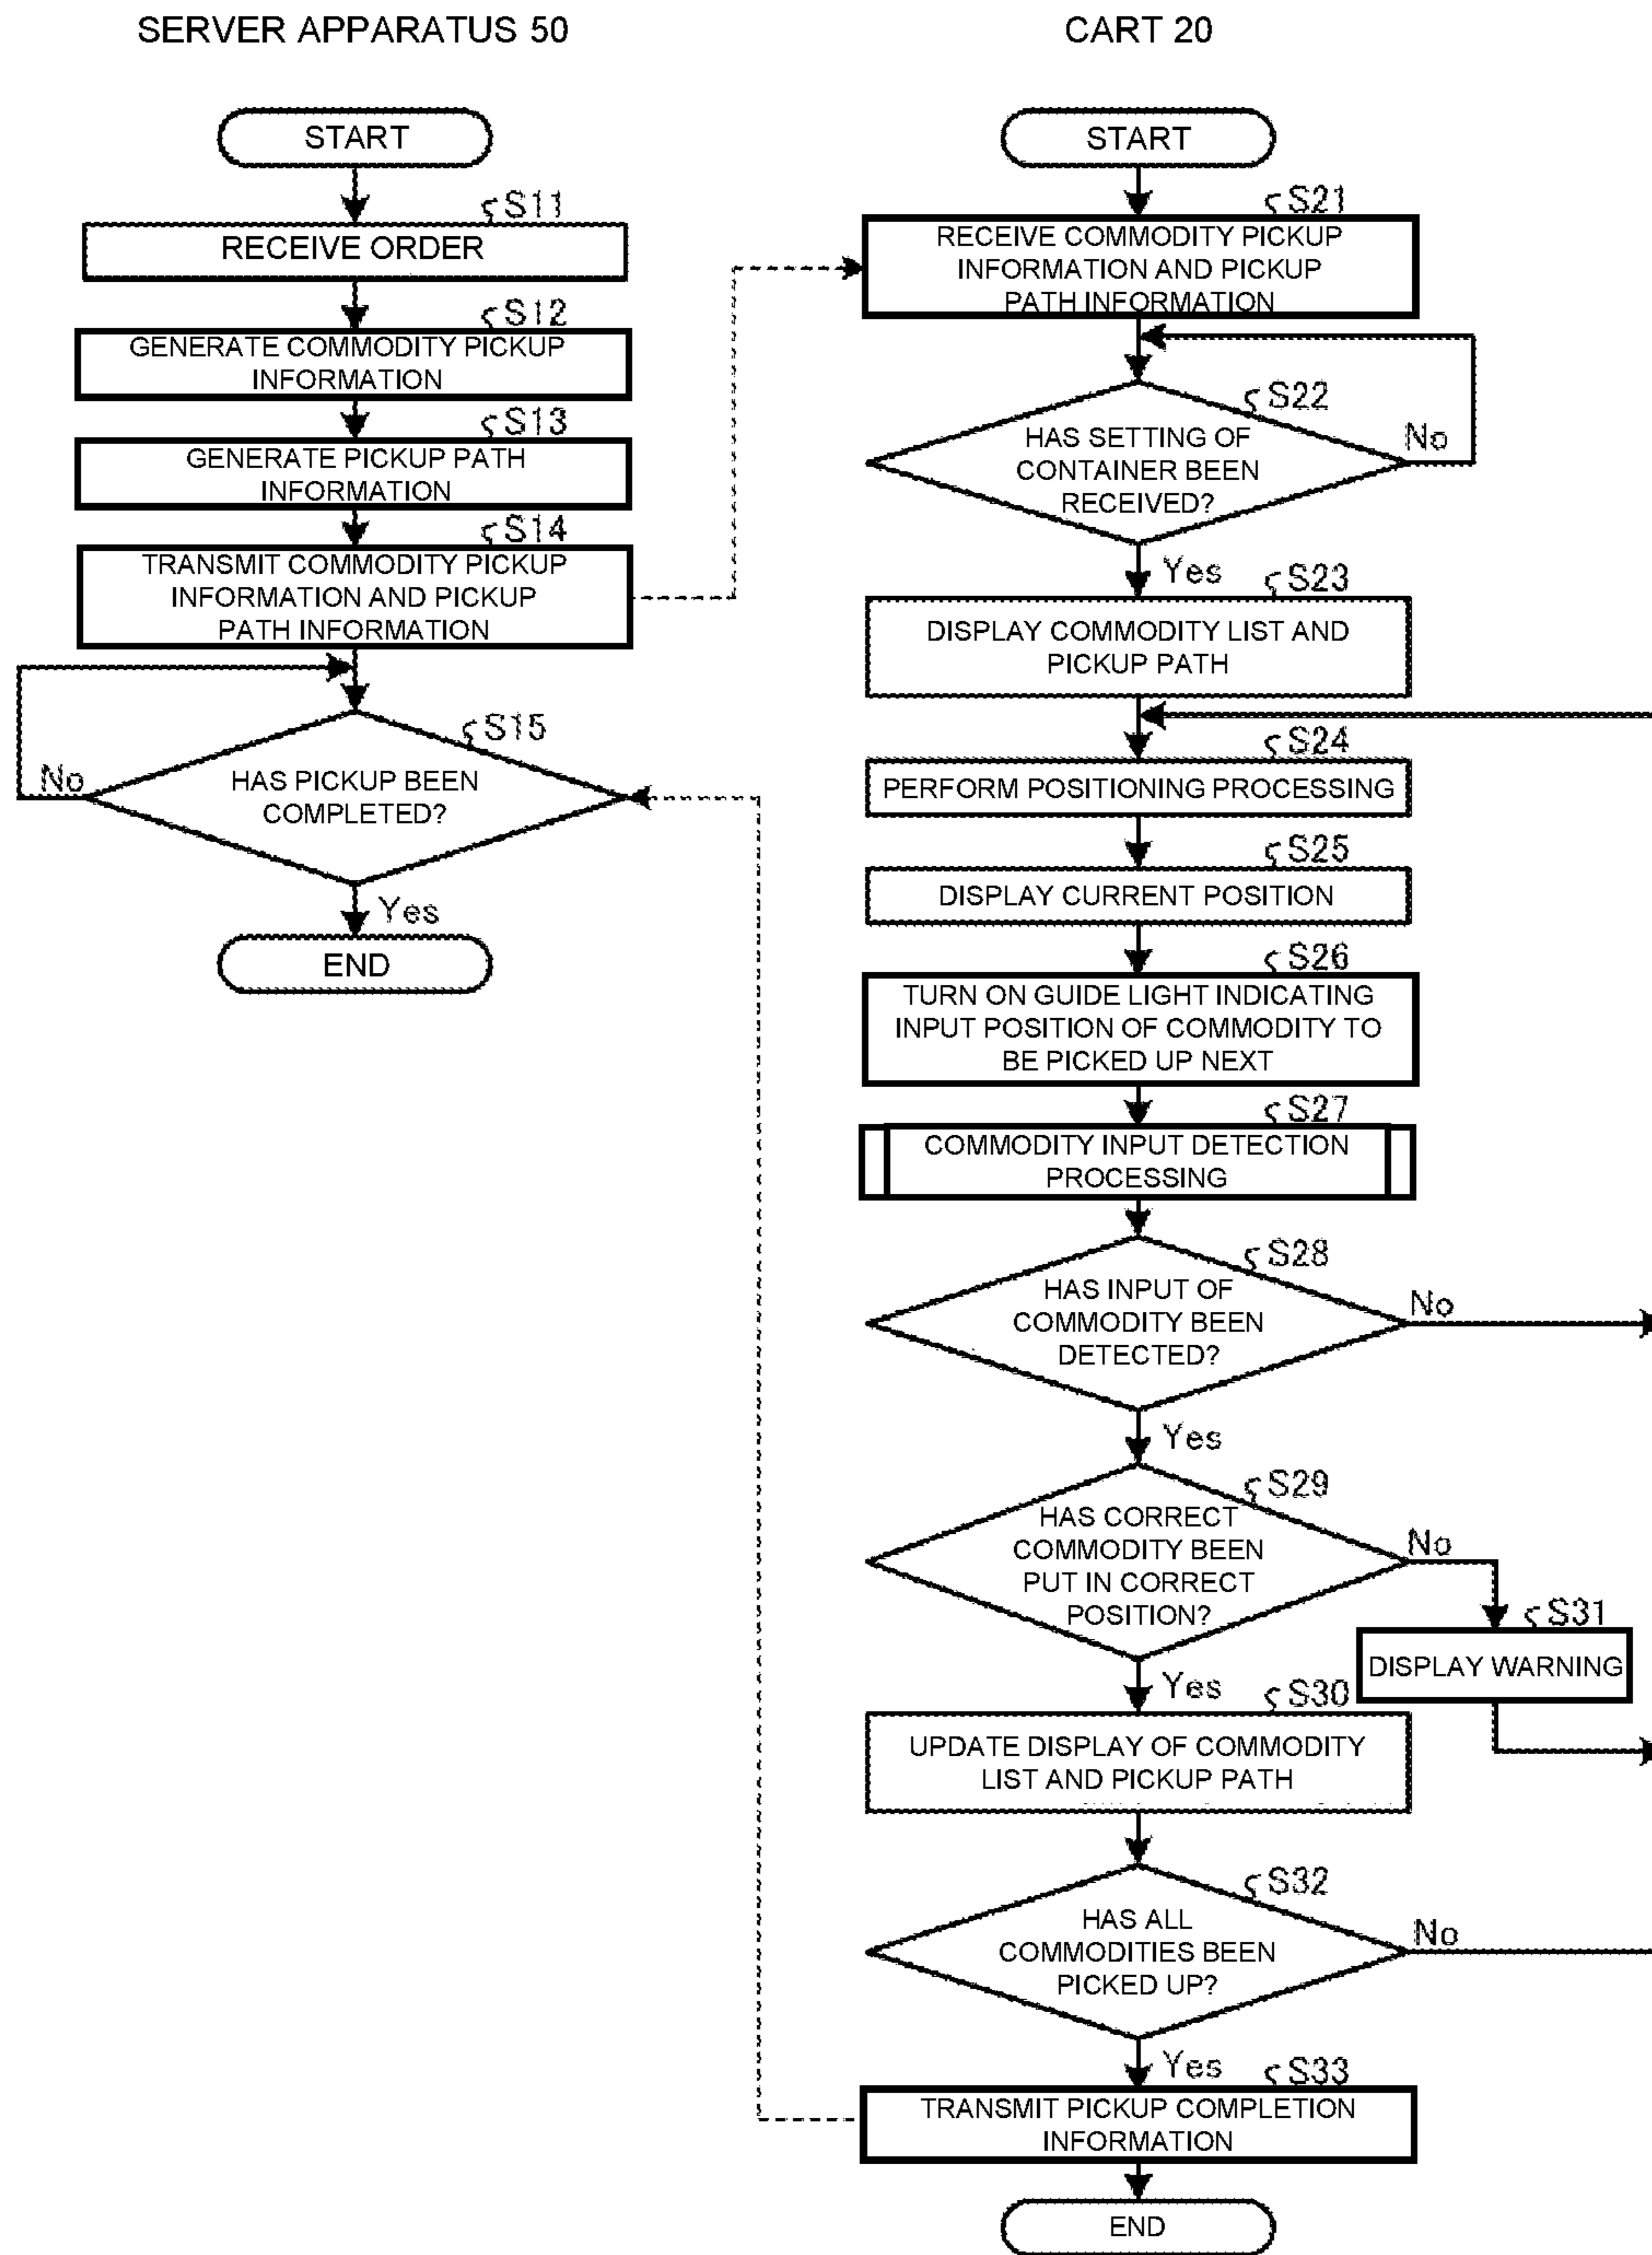 SERVER APPARATUS 50
START
S11
RECEIVE ORDER
S12
GENERATE COMMODITY PICKUP
INFORMATION
S13
GENERATE PICKUP PATH
INFORMATION
S14
TRANSMIT COMMODITY PICKUP
INFORMATION AND PICKUP
PATH INFORMATION
S15
No
HAS PICKUP BEEN
COMPLETED?
Yes
END
CART 20
START
S21
RECEIVE COMMODITY PICKUP
INFORMATION AND PICKUP
PATH INFORMATION
S22
HAS SETTING OF
CONTAINER BEEN
RECEIVED?
No
Yes
S23
DISPLAY COMMODITY LIST AND
PICKUP PATH
S24
PERFORM POSITIONING PROCESSING
S25
DISPLAY CURRENT POSITION
S26
TURN ON GUIDE LIGHT INDICATING
INPUT POSITION OF COMMODITY TO
BE PICKED UP NEXT
S27
COMMODITY INPUT DETECTION
PROCESSING
S28
HAS INPUT OF
COMMODITY BEEN
DETECTED?
No
Yes
S29
HAS CORRECT
COMMODITY BEEN
PUT IN CORRECT
POSITION?
No
S31
DISPLAY WARNING
Yes
S30
UPDATE DISPLAY OF COMMODITY
LIST AND PICKUP PATH
S32
HAS ALL
COMMODITIES BEEN
PICKED UP?
No
Yes
S33
TRANSMIT PICKUP COMPLETION
INFORMATION
END